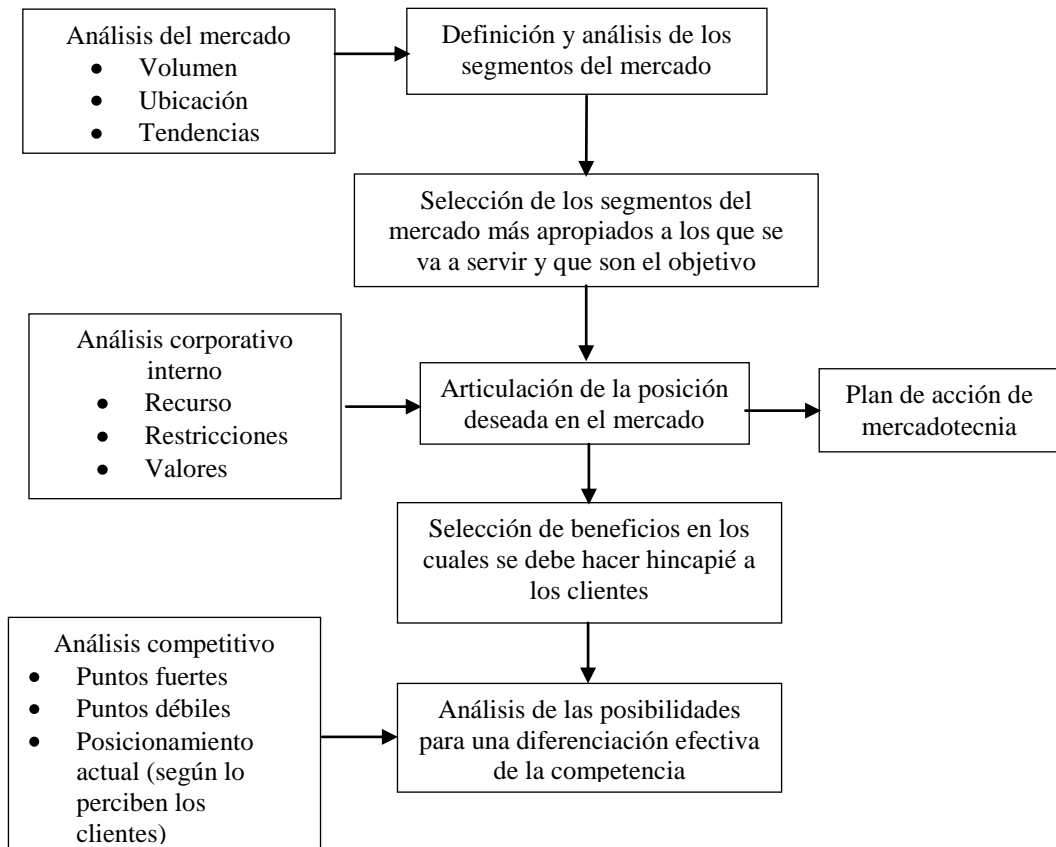 Análisis del mercado
• Volumen
• Ubicación
• Tendencias
Definición y análisis de los
segmentos del mercado
Selección de los segmentos del
mercado más apropiados a los que se
va a servir y que son el objetivo
Análisis corporativo
interno
• Recurso
• Restricciones
• Valores
Articulación de la posición
deseada en el mercado
Plan de acción de
mercadotecnia
Selección de beneficios en los
cuales se debe hacer hincapié a
los clientes
Análisis competitivo
• Puntos fuertes
• Puntos débiles
• Posicionamiento
actual (según lo
perciben los
clientes)
Análisis de las posibilidades
para una diferenciación efectiva
de la competencia